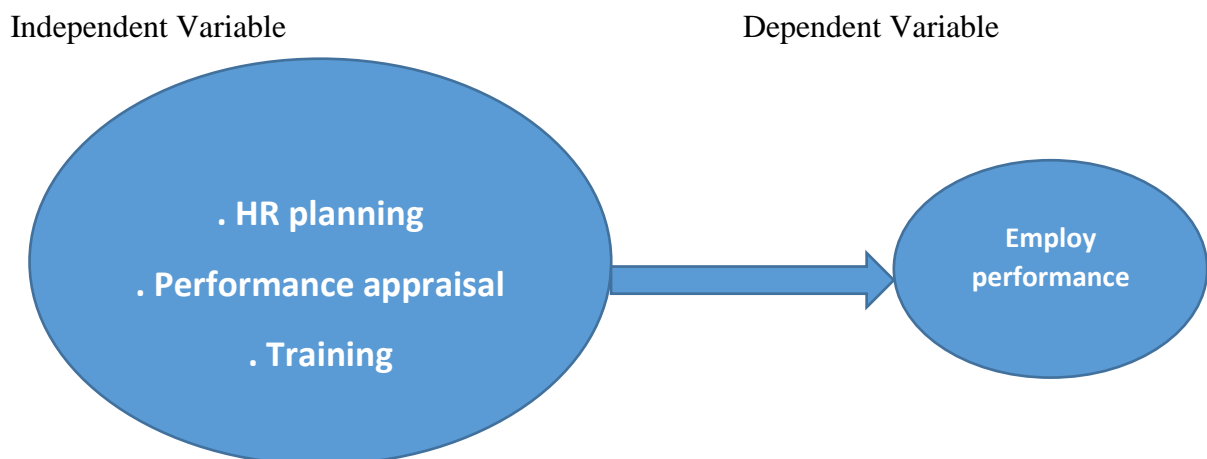 Independent Variable
Dependent Variable
. HR planning
. Performance appraisal
. Training
Employ
performance